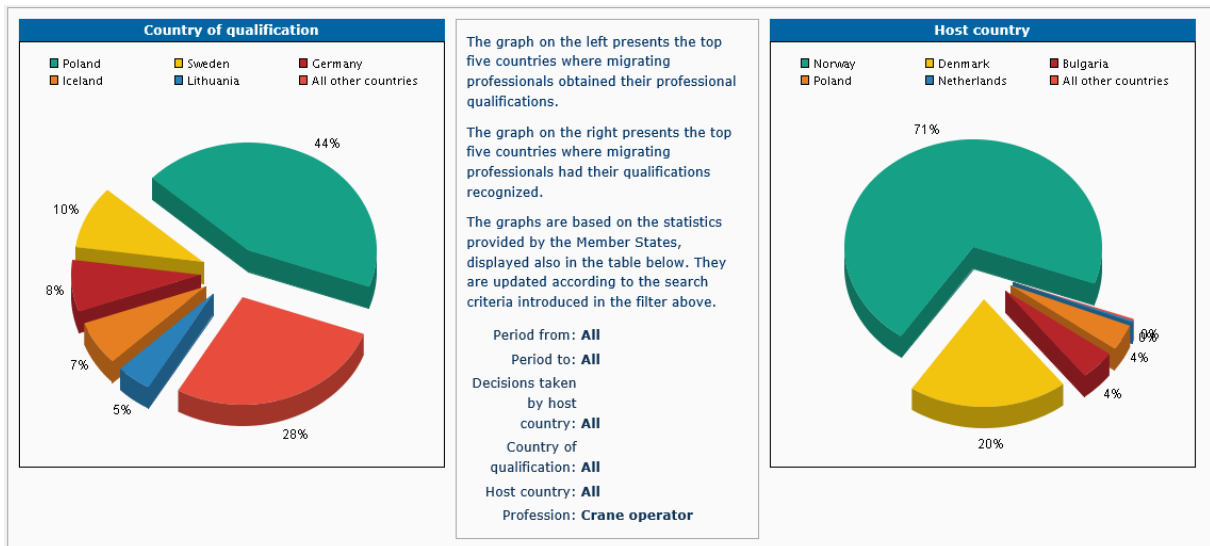 Country of qualification
Poland Sweden Germany
Iceland Lithuania All other countries
44%
10%
8%
7%
5%
28%
The graph on the left presents the top
five countries where migrating
professionals obtained their professional
qualifications.
The graph on the right presents the top
five countries where migrating
professionals had their qualifications
recognized.
The graphs are based on the statistics
provided by the Member States,
displayed also in the table below. They
are updated according to the search
criteria introduced in the filter above.
Period from: All
Period to: All
Decisions taken
by host
country: All
Country of
qualification: All
Host country: All
Profession: Crane operator
Host country
Norway Denmark Bulgaria
Poland Netherlands All other countries
71%
0%
0%
4%
4%
20%